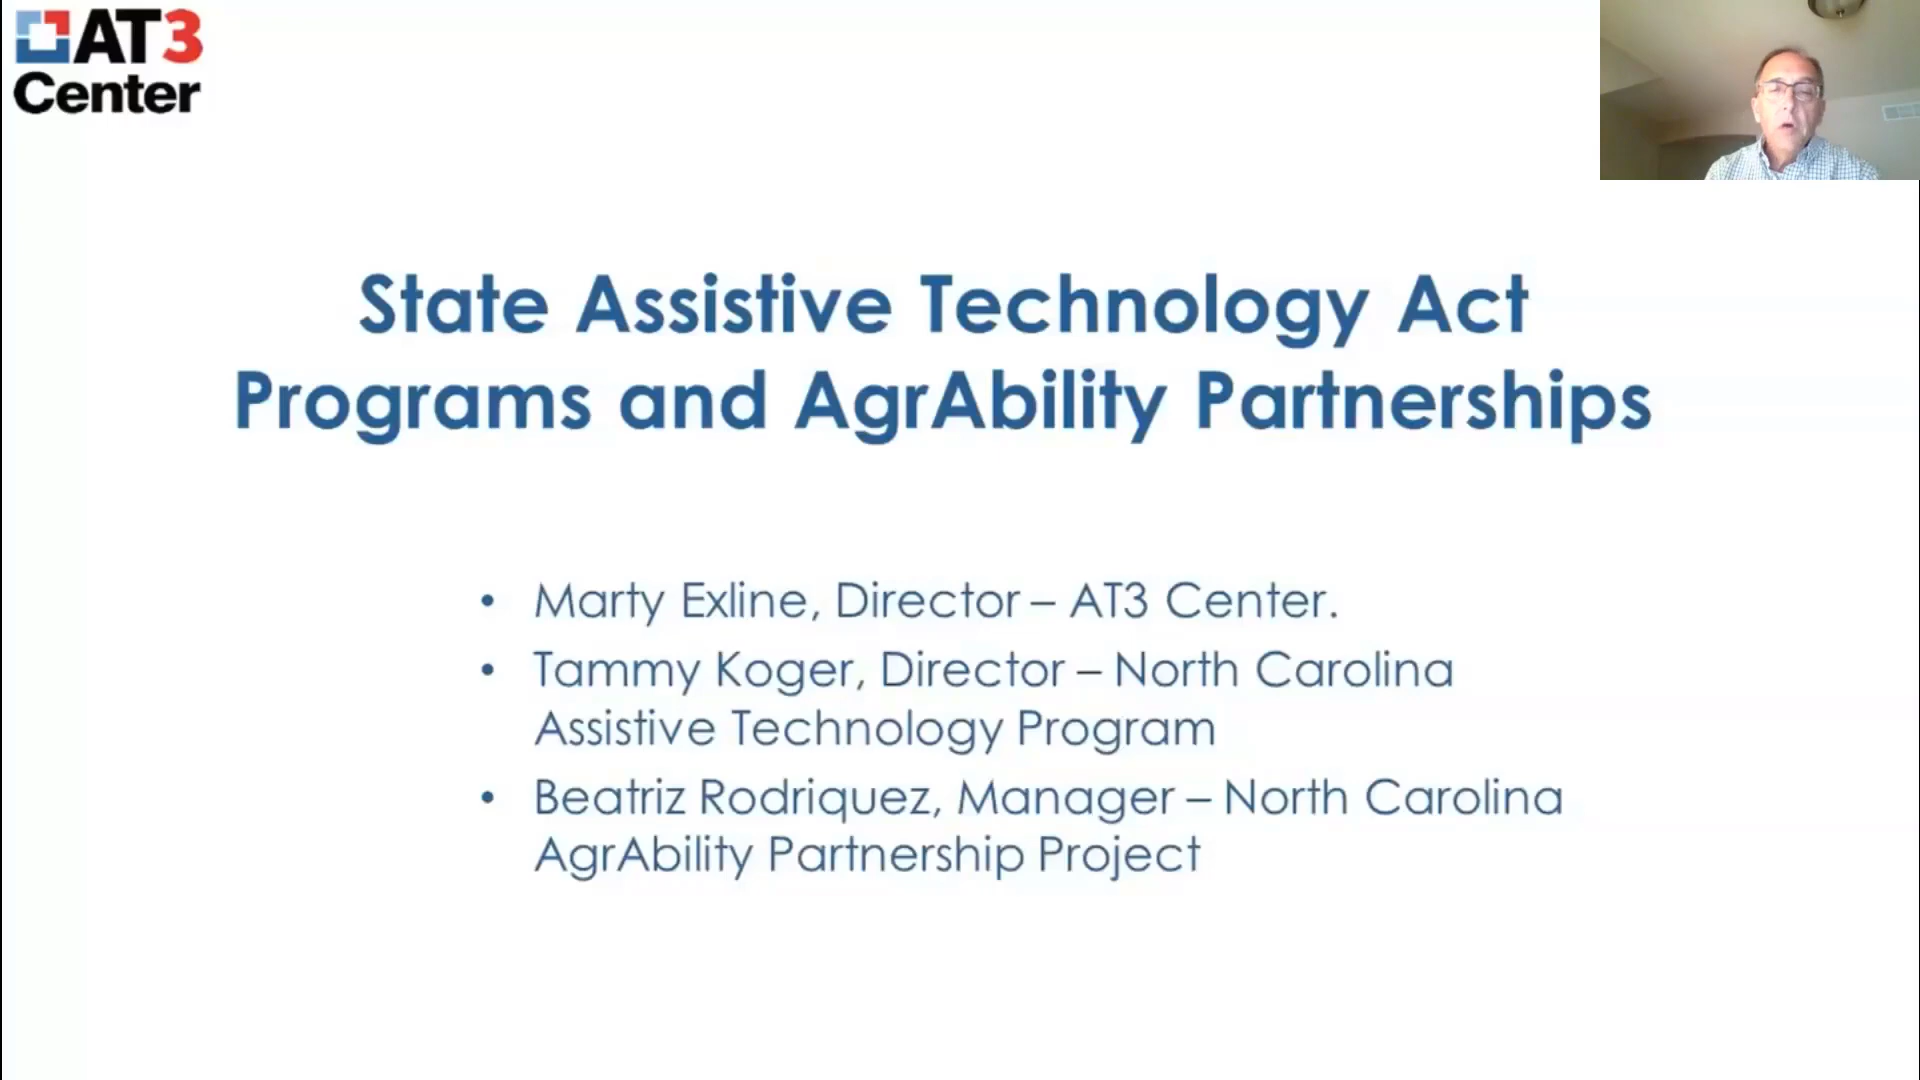 AT3
Center
State Assistive Technology Act
Programs and AgrAbility Partnerships
• Marty Exline, Director – AT3 Center.
• Tammy Koger, Director – North Carolina
Assistive Technology Program
• Beatriz Rodriquez, Manager – North Carolina
AgrAbility Partnership Project